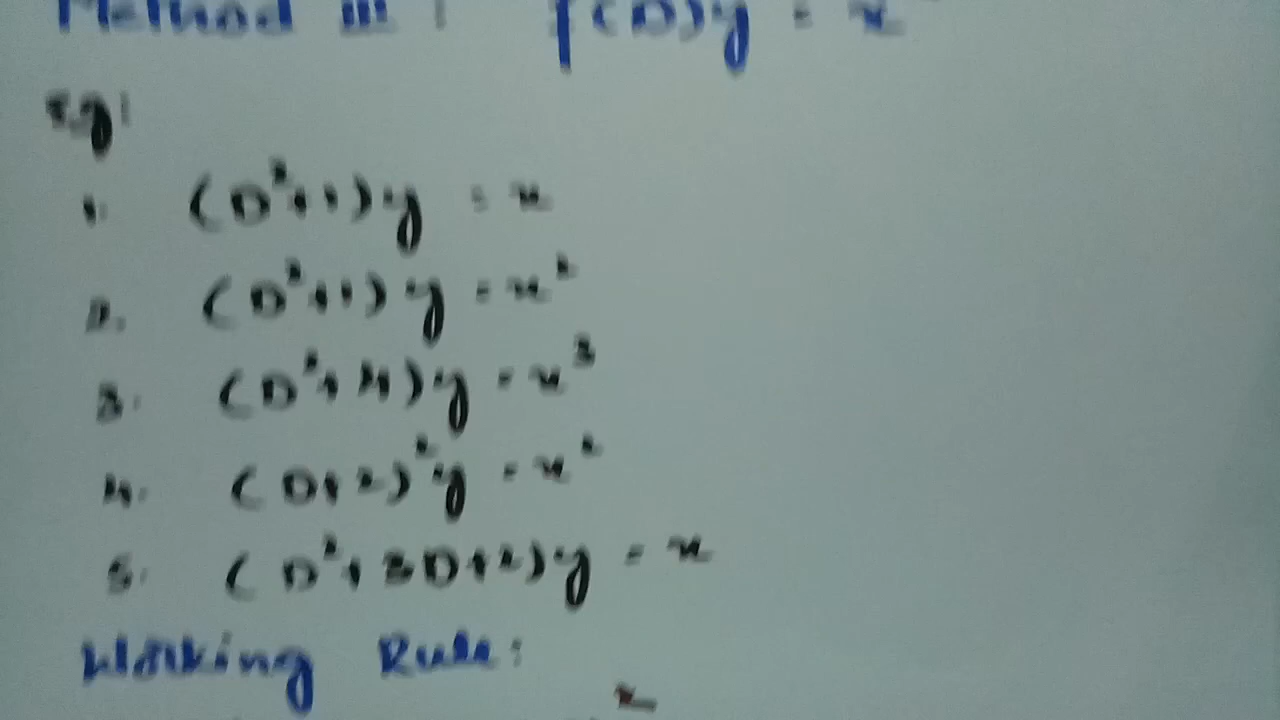 Method III : f(D)y = x
E.g:
1. (D²+1)y = x
2. (D²+1)y = x²
3. (D²+4)y = x³
4. (D+2)²y = x²
5. (D²+3D+2)y = x
Working Rule: